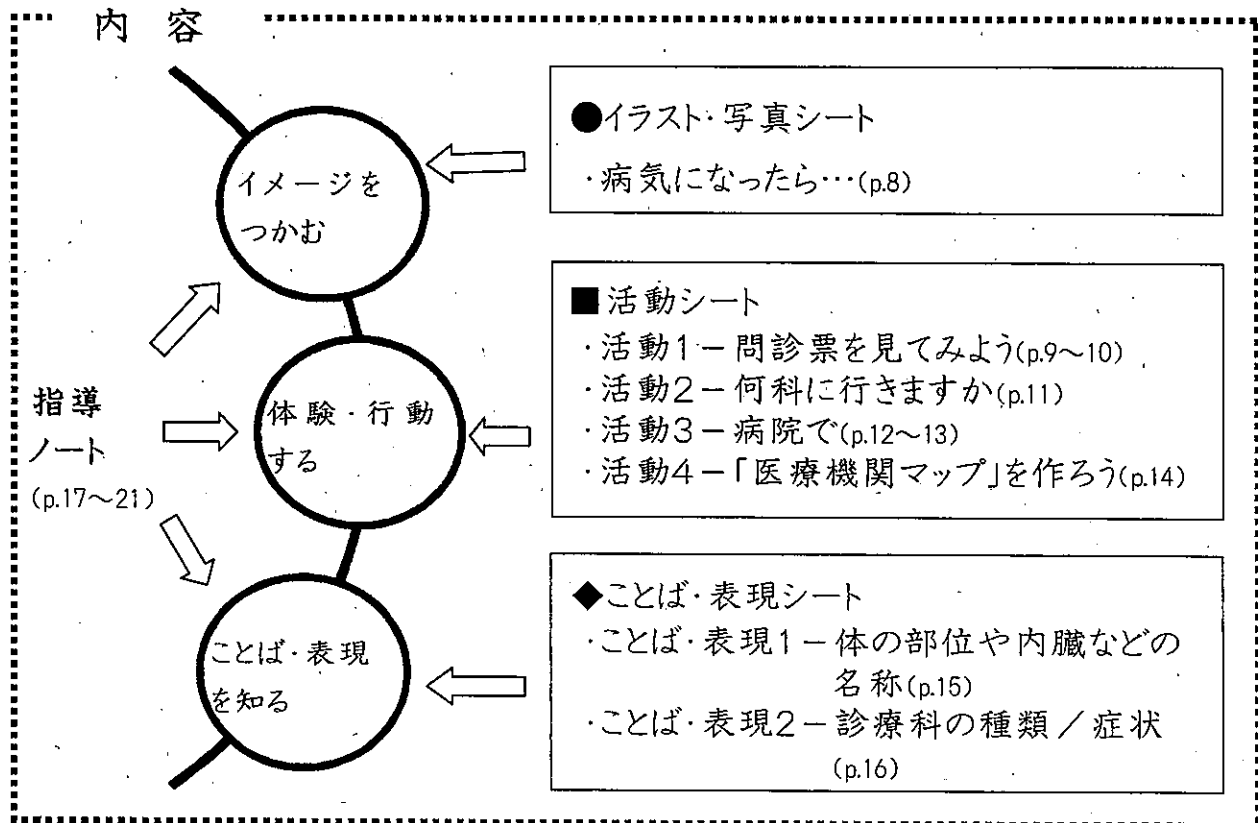 内 容
イメージを
つかむ
●イラスト・写真シート
・病気になったら…(p.8)
指導
ノート
(p.17～21)
体験・行動
する
■活動シート
・活動1－問診票を見てみよう(p.9～10)
・活動2－何科に行きますか(p.11)
・活動3－病院で(p.12～13)
・活動4－「医療機関マップ」を作ろう(p.14)
ことば・表現
を知る
◆ことば・表現シート
・ことば・表現1－体の部位や内臓などの
名称(p.15)
・ことば・表現2－診療科の種類／症状
(p.16)